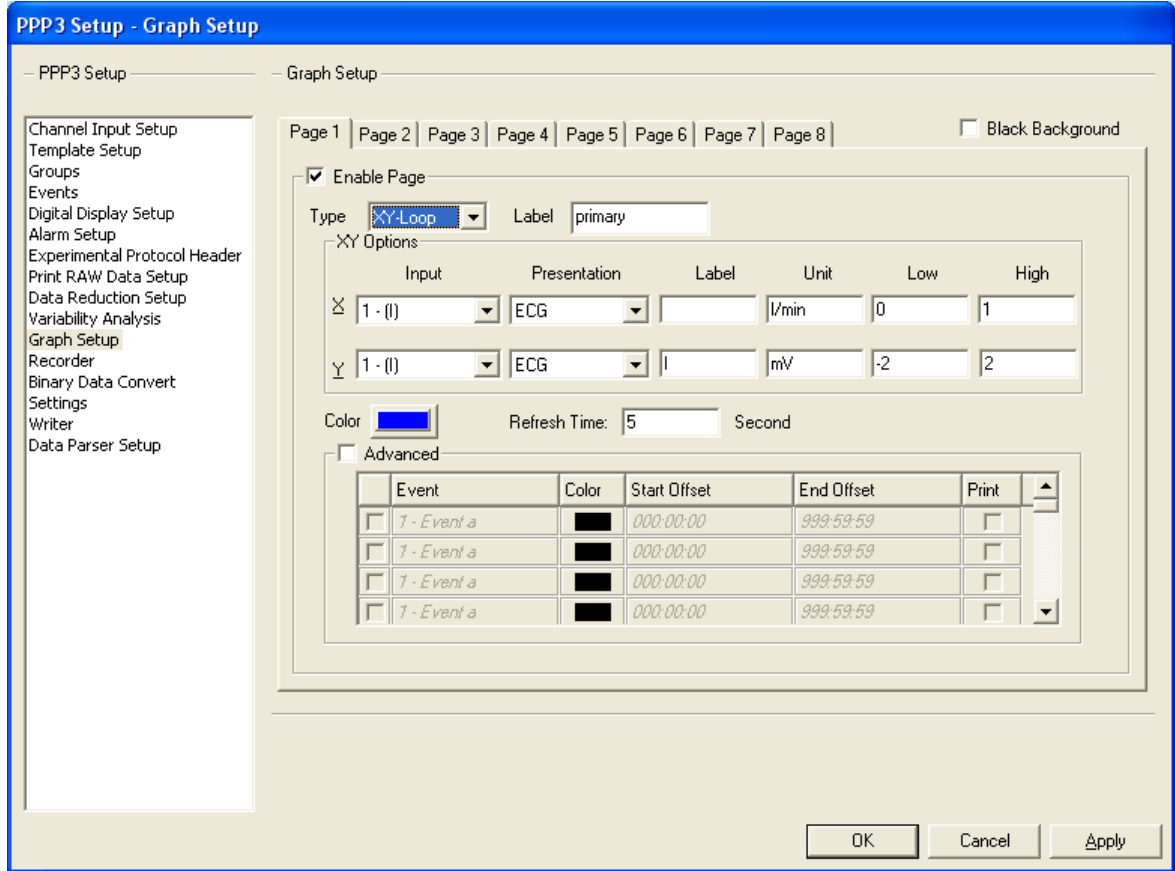 PPP3 Setup - Graph Setup
PPP3 Setup
Channel Input Setup
Template Setup
Groups
Events
Digital Display Setup
Alarm Setup
Experimental Protocol Header
Print RAW Data Setup
Data Reduction Setup
Variability Analysis
Graph Setup
Recorder
Binary Data Convert
Settings
Writer
Data Parser Setup
Graph Setup
Page 1 Page 2 Page 3 Page 4 Page 5 Page 6 Page 7 Page 8 Black Background
Enable Page
Type XY-Loop Label primary
XY Options
Input Presentation Label Unit Low High
X 1 - (I) ECG l/min 0 1
Y 1 - (I) ECG I mV -2 2
Color Refresh Time: 5 Second
Advanced
Event Color Start Offset End Offset Print
1 - Event a 000:00:00 999:59:59
1 - Event a 000:00:00 999:59:59
1 - Event a 000:00:00 999:59:59
1 - Event a 000:00:00 999:59:59
OK Cancel Apply